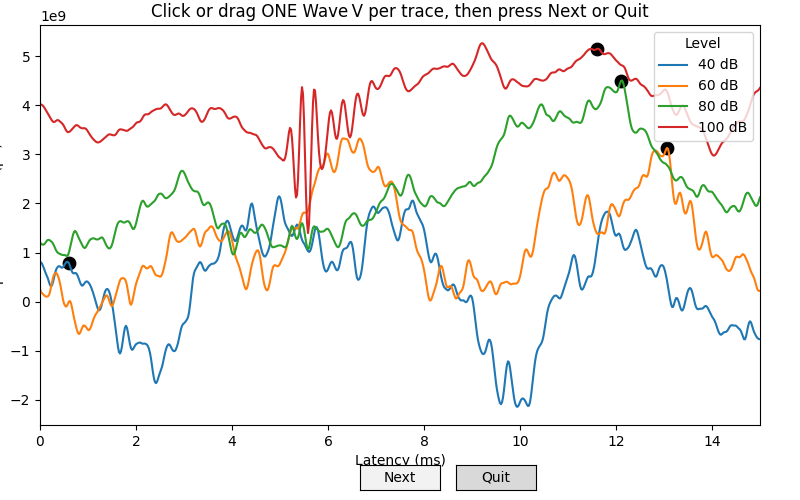 Click or drag ONE Wave V per trace, then press Next or Quit
1e9
5
4
3
2
1
0
−1
−2
0 2 4 6 8 10 12 14
Latency (ms)
Level
40 dB
60 dB
80 dB
100 dB
Next Quit